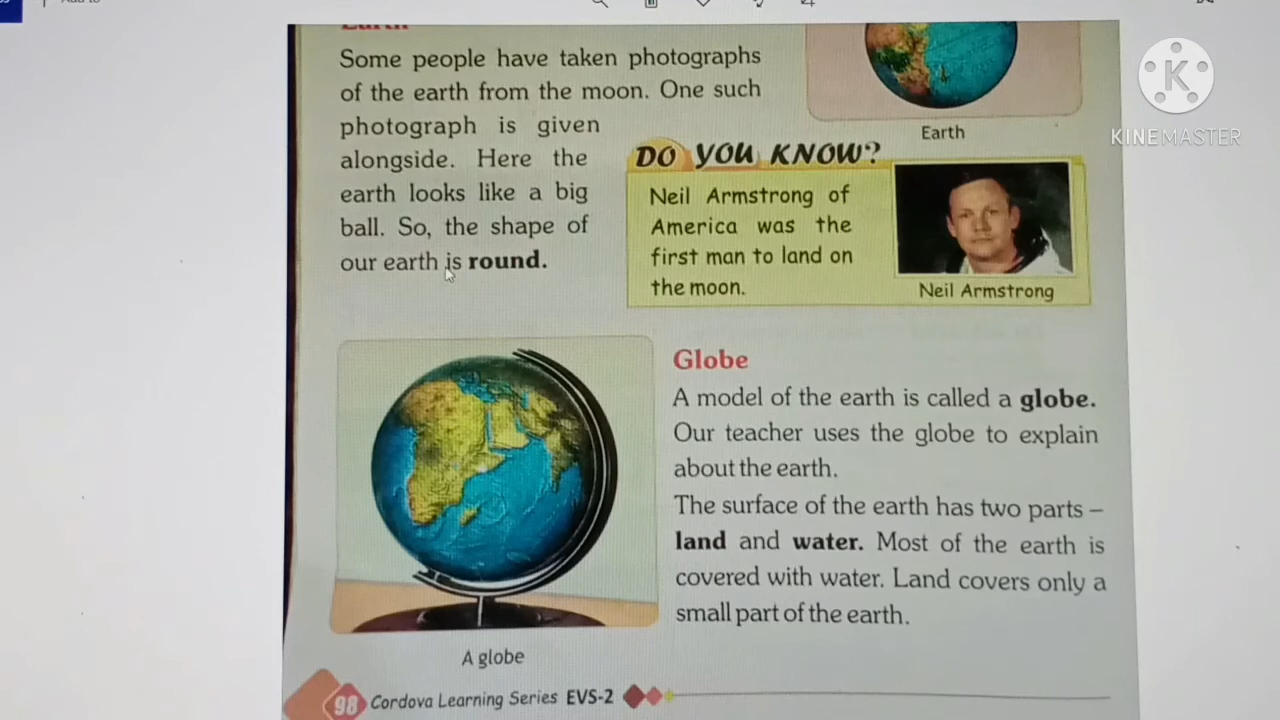 Earth
Some people have taken photographs
of the earth from the moon. One such
photograph is given
alongside. Here the
earth looks like a big
ball. So, the shape of
our earth is round.
Earth
DO YOU KNOW?
Neil Armstrong of
America was the
first man to land on
the moon.
Neil Armstrong
A globe
Globe
A model of the earth is called a globe.
Our teacher uses the globe to explain
about the earth.
The surface of the earth has two parts –
land and water. Most of the earth is
covered with water. Land covers only a
small part of the earth.
98 Cordova Learning Series EVS-2
K
KINEMASTER